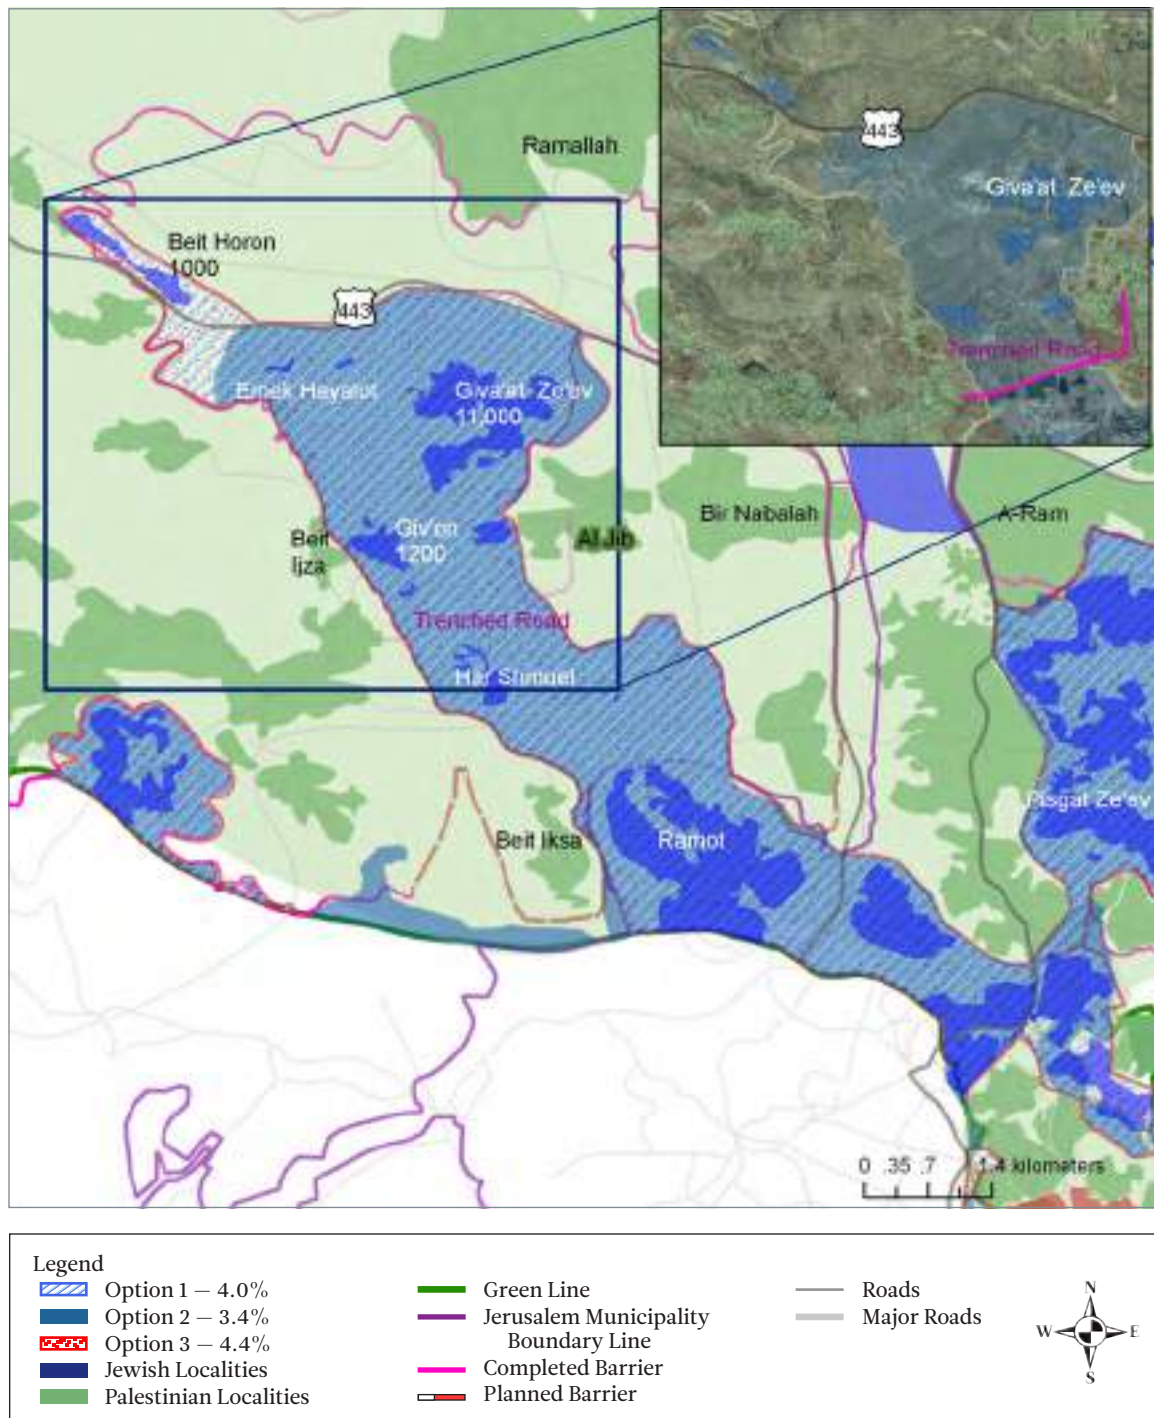 Ramallah
443
Giva'at Ze'ev
Trenched Road
Beit Horon
1000
443
Emek Hayalut
Giva'at Ze'ev
11,000
Bir Nabalah
A-Ram
Giv'on
1200
Beit
Ijza
Al Jib
Trenched Road
Har Shmuel
Pisgat Ze'ev
Beit Iksa
Ramot
0 .35 .7 1.4 kilometers
Legend
Option 1 – 4.0%
Option 2 – 3.4%
Option 3 – 4.4%
Jewish Localities
Palestinian Localities
Green Line
Jerusalem Municipality
Boundary Line
Completed Barrier
Planned Barrier
Roads
Major Roads
N
W E
S